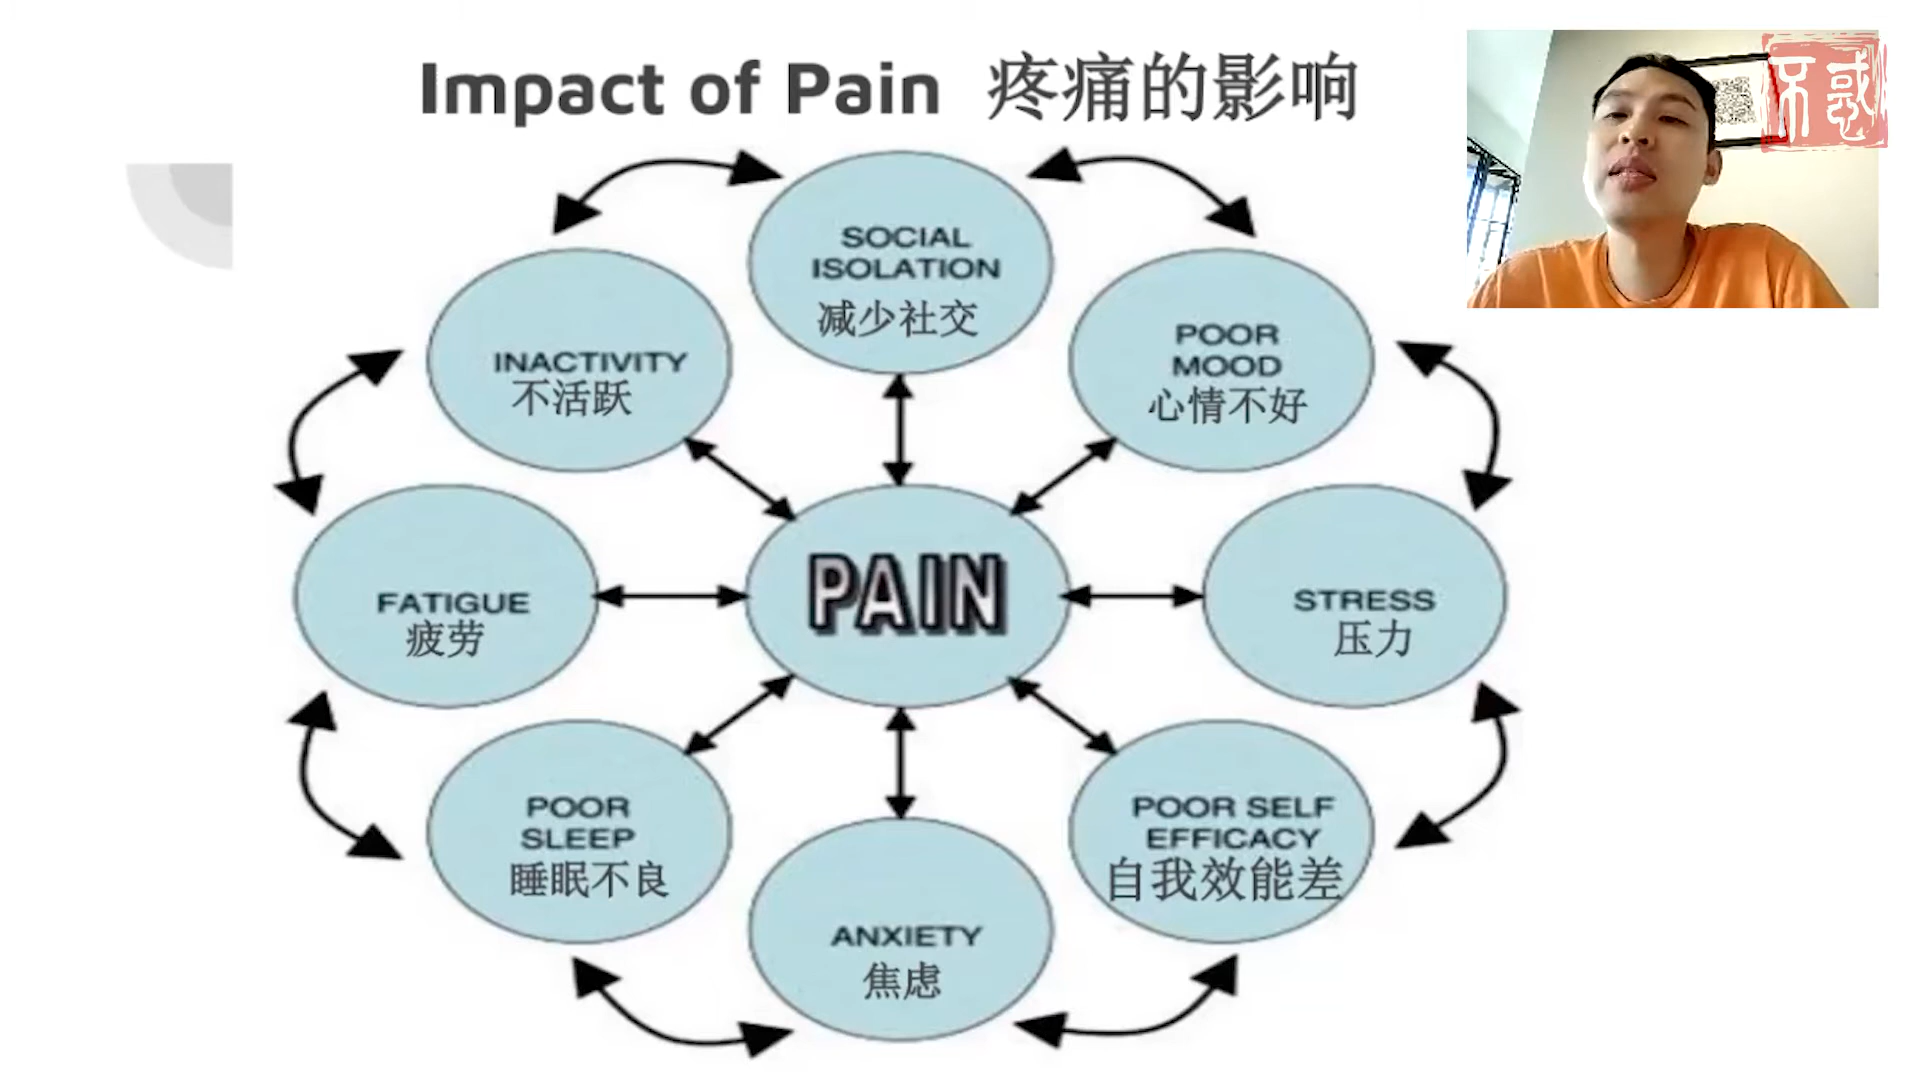 Impact of Pain 疼痛的影响
不惑
SOCIAL
ISOLATION
减少社交
POOR
MOOD
心情不好
INACTIVITY
不活跃
PAIN
FATIGUE
疲劳
STRESS
压力
POOR
SLEEP
睡眠不良
POOR SELF
EFFICACY
自我效能差
ANXIETY
焦虑